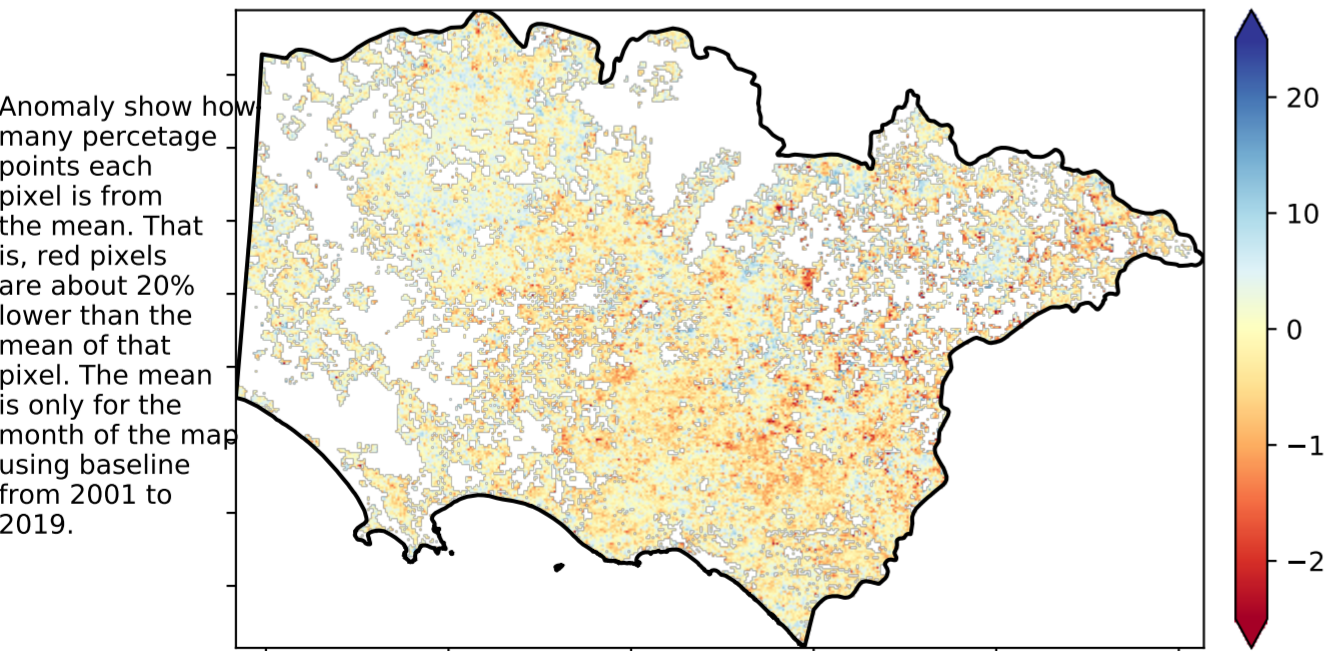 Anomaly show how
many percetage
points each
pixel is from
the mean. That
is, red pixels
are about 20%
lower than the
mean of that
pixel. The mean
is only for the
month of the map
using baseline
from 2001 to
2019.
20
10
0
−1
−2